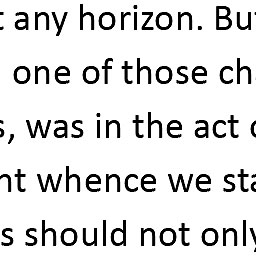 t any horizon. But
one of those cha
s, was in the act o
nt whence we sta
s should not only